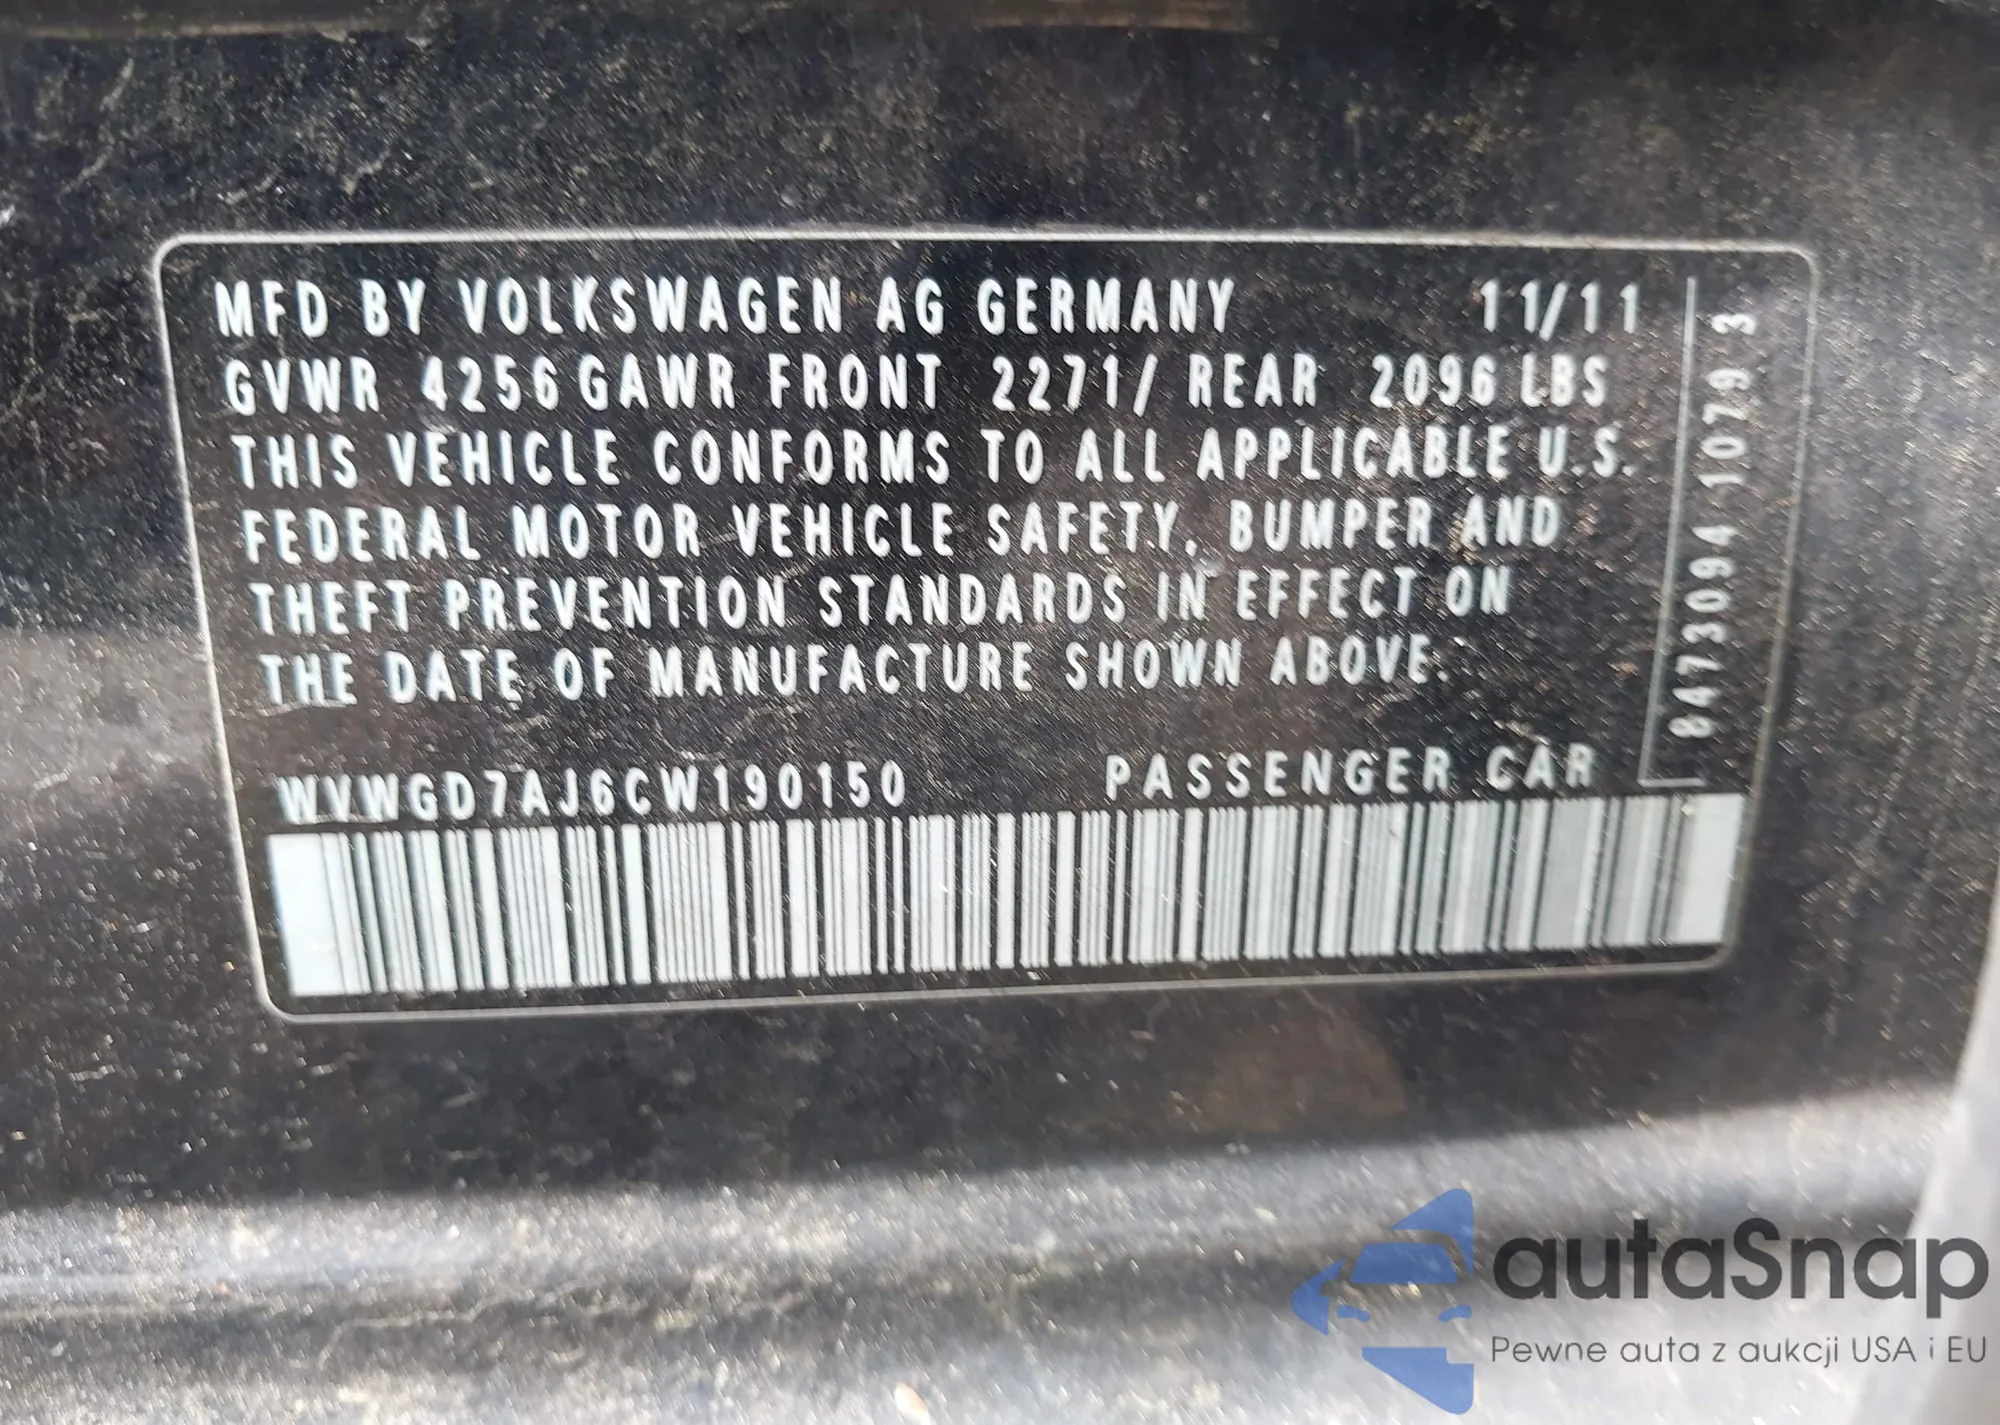 MFD BY VOLKSWAGEN AG GERMANY 11/11
GVWR 4256 GAWR FRONT 2271/ REAR 2096 LBS
THIS VEHICLE CONFORMS TO ALL APPLICABLE U.S.
FEDERAL MOTOR VEHICLE SAFETY, BUMPER AND
THEFT PREVENTION STANDARDS IN EFFECT ON
THE DATE OF MANUFACTURE SHOWN ABOVE.
WVWGD7AJ6CW190150 PASSENGER CAR
8473094 10793
autaSnap
Pewne auta z aukcji USA i EU